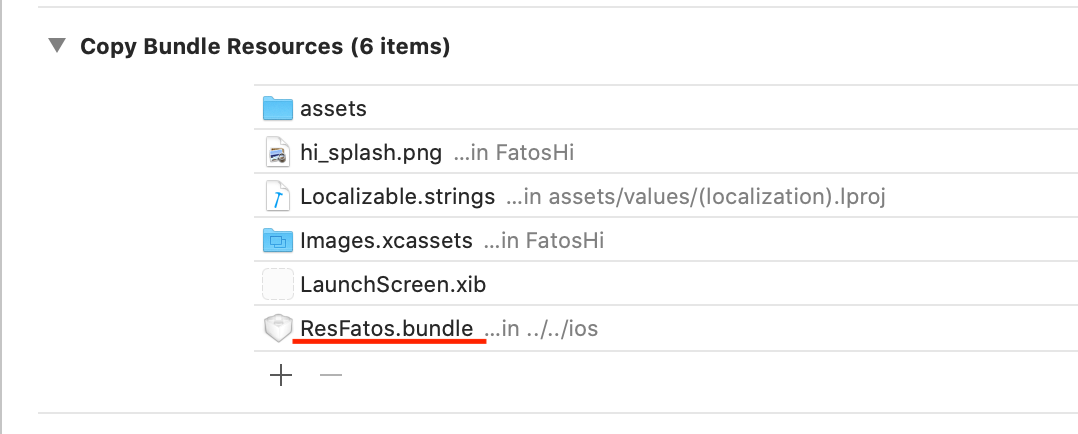 Copy Bundle Resources (6 items)
assets
hi_splash.png ...in FatosHi
Localizable.strings ...in assets/values/(localization).lproj
Images.xcassets ...in FatosHi
LaunchScreen.xib
ResFatos.bundle ...in ../../ios